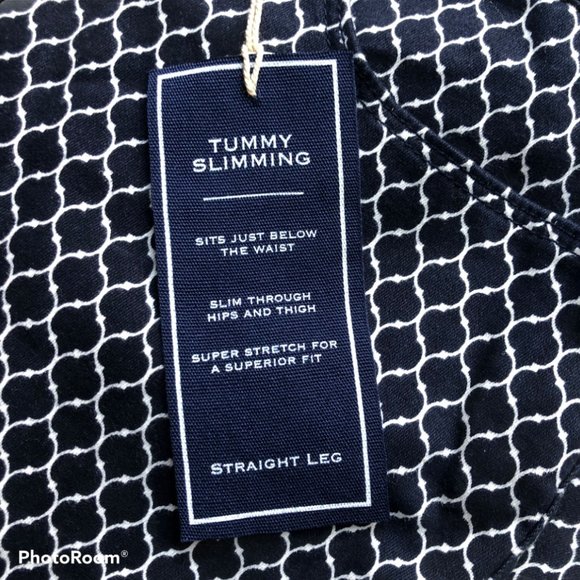 TUMMY
SLIMMING
SITS JUST BELOW
THE WAIST
SLIM THROUGH
HIPS AND THIGH
SUPER STRETCH FOR
A SUPERIOR FIT
STRAIGHT LEG
PhotoRoom®